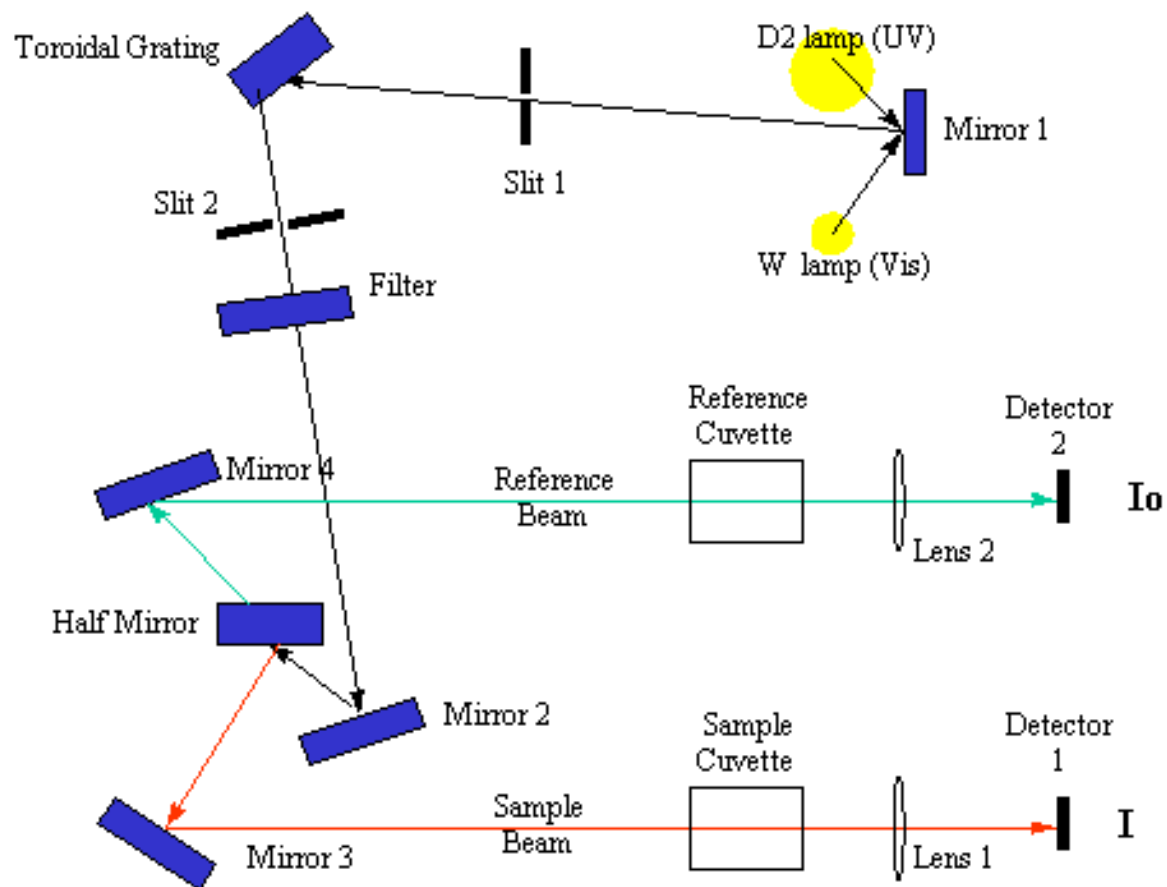 Toroidal Grating
D2 lamp (UV)
Mirror 1
Slit 1
Slit 2
W lamp (Vis)
Filter
Reference
Cuvette
Detector
2
Mirror 4
Reference
Beam
Io
Lens 2
Half Mirror
Mirror 2
Sample
Cuvette
Detector
1
Sample
Beam
I
Mirror 3
Lens 1